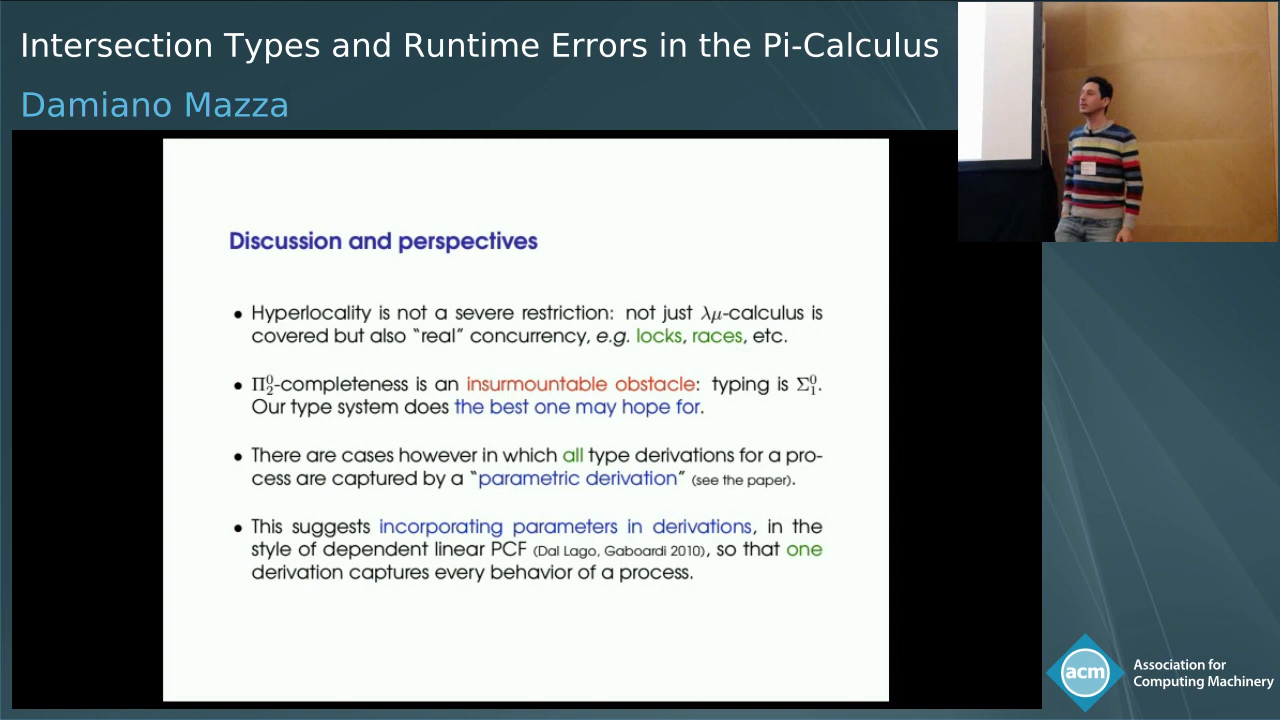 Intersection Types and Runtime Errors in the Pi-Calculus
Damiano Mazza
Discussion and perspectives
• Hyperlocality is not a severe restriction: not just λμ-calculus is
covered but also “real” concurrency, e.g. locks, races, etc.
• Π⁰₂-completeness is an insurmountable obstacle: typing is Σ⁰₁.
Our type system does the best one may hope for.
• There are cases however in which all type derivations for a pro-
cess are captured by a “parametric derivation” (see the paper).
• This suggests incorporating parameters in derivations, in the
style of dependent linear PCF (Dal Lago, Gaboardi 2010), so that one
derivation captures every behavior of a process.
acm
Association for
Computing Machinery